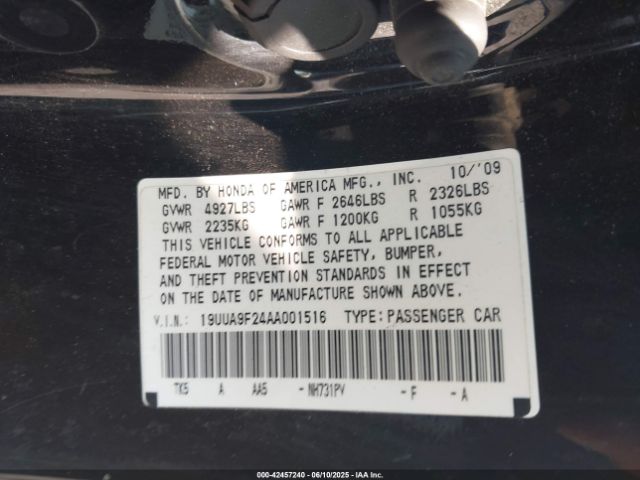 MFD. BY HONDA OF AMERICA MFG., INC. 10/'09
GVWR 4927LBS GAWR F 2646LBS R 2326LBS
GVWR 2235KG GAWR F 1200KG R 1055KG
THIS VEHICLE CONFORMS TO ALL APPLICABLE
FEDERAL MOTOR VEHICLE SAFETY, BUMPER,
AND THEFT PREVENTION STANDARDS IN EFFECT
ON THE DATE OF MANUFACTURE SHOWN ABOVE.
V.I.N.: 19UUA9F24AA001516 TYPE:PASSENGER CAR
TK5 A AA5 -NH731PV -F -A
000-42457240 - 06/10/2025 - IAA Inc.